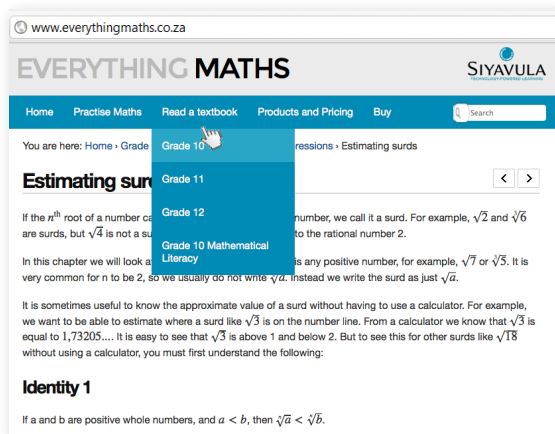 www.everythingmaths.co.za
EVERYTHING MATHS
SIYAVULA
TECHNOLOGY-POWERED LEARNING
Home Practise Maths Read a textbook Products and Pricing Buy Search
You are here: Home › Grade ressions › Estimating surds
Grade 10
Grade 11
Grade 12
Grade 10 Mathematical
Literacy
Estimating sur
If the nᵗʰ root of a number ca number, we call it a surd. For example, √2 and ∛6
are surds, but √4 is not a su to the rational number 2.
In this chapter we will look a is any positive number, for example, √7 or ∛5. It is
very common for n to be 2, so we usually do not write ²√a. Instead we write the surd as just √a.
It is sometimes useful to know the approximate value of a surd without having to use a calculator. For example,
we want to be able to estimate where a surd like √3 is on the number line. From a calculator we know that √3 is
equal to 1,73205.... It is easy to see that √3 is above 1 and below 2. But to see this for other surds like √18
without using a calculator, you must first understand the following:
Identity 1
If a and b are positive whole numbers, and a < b, then ⁿ√a < ⁿ√b.